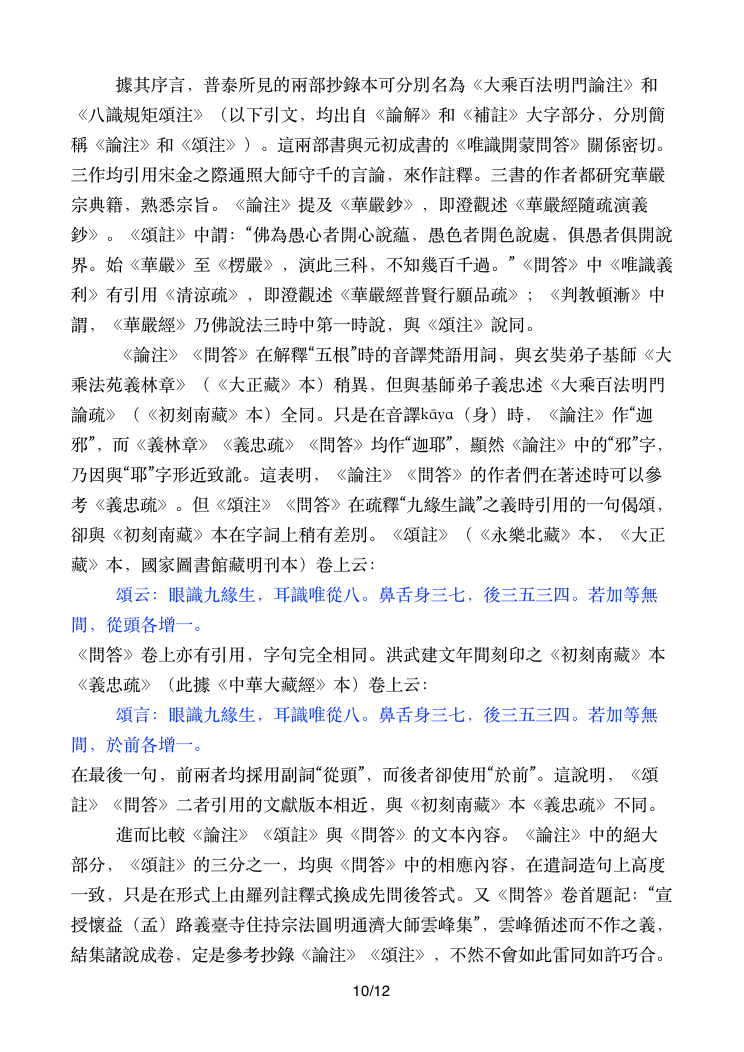 據其序言，普泰所見的兩部抄錄本可分別名為《大乘百法明門論注》和
《八識規矩頌注》（以下引文，均出自《論解》和《補註》大字部分，分別簡
稱《論注》和《頌注》）。這兩部書與元初成書的《唯識開蒙問答》關係密切。
三作均引用宋金之際通照大師守千的言論，來作註釋。三書的作者都研究華嚴
宗典籍，熟悉宗旨。《論注》提及《華嚴鈔》，即澄觀述《華嚴經隨疏演義
鈔》。《頌註》中謂：“佛為愚心者開心說蘊，愚色者開色說處，俱愚者俱開說
界。始《華嚴》至《楞嚴》，演此三科，不知幾百千過。”《問答》中《唯識義
利》有引用《清涼疏》，即澄觀述《華嚴經普賢行願品疏》；《判教頓漸》中
謂，《華嚴經》乃佛說法三時中第一時說，與《頌注》說同。
《論注》《問答》在解釋“五根”時的音譯梵語用詞，與玄奘弟子基師《大
乘法苑義林章》（《大正藏》本）稍異，但與基師弟子義忠述《大乘百法明門
論疏》（《初刻南藏》本）全同。只是在音譯kāya（身）時，《論注》作“迦
邪”，而《義林章》《義忠疏》《問答》均作“迦耶”，顯然《論注》中的“邪”字，
乃因與“耶”字形近致訛。這表明，《論注》《問答》的作者們在著述時可以參
考《義忠疏》。但《頌注》《問答》在疏釋“九緣生識”之義時引用的一句偈頌，
卻與《初刻南藏》本在字詞上稍有差別。《頌註》（《永樂北藏》本，《大正
藏》本，國家圖書館藏明刊本）卷上云：
頌云：眼識九緣生，耳識唯從八。鼻舌身三七，後三五三四。若加等無
間，從頭各增一。
《問答》卷上亦有引用，字句完全相同。洪武建文年間刻印之《初刻南藏》本
《義忠疏》（此據《中華大藏經》本）卷上云：
頌言：眼識九緣生，耳識唯從八。鼻舌身三七，後三五三四。若加等無
間，於前各增一。
在最後一句，前兩者均採用副詞“從頭”，而後者卻使用“於前”。這說明，《頌
註》《問答》二者引用的文獻版本相近，與《初刻南藏》本《義忠疏》不同。
進而比較《論注》《頌註》與《問答》的文本內容。《論注》中的絕大
部分，《頌註》的三分之一，均與《問答》中的相應內容，在遣詞造句上高度
一致，只是在形式上由羅列註釋式換成先問後答式。又《問答》卷首題記：“宣
授懷益（孟）路義臺寺住持宗法圓明通濟大師雲峰集”，雲峰循述而不作之義，
結集諸說成卷，定是參考抄錄《論注》《頌注》，不然不會如此雷同如許巧合。
10/12